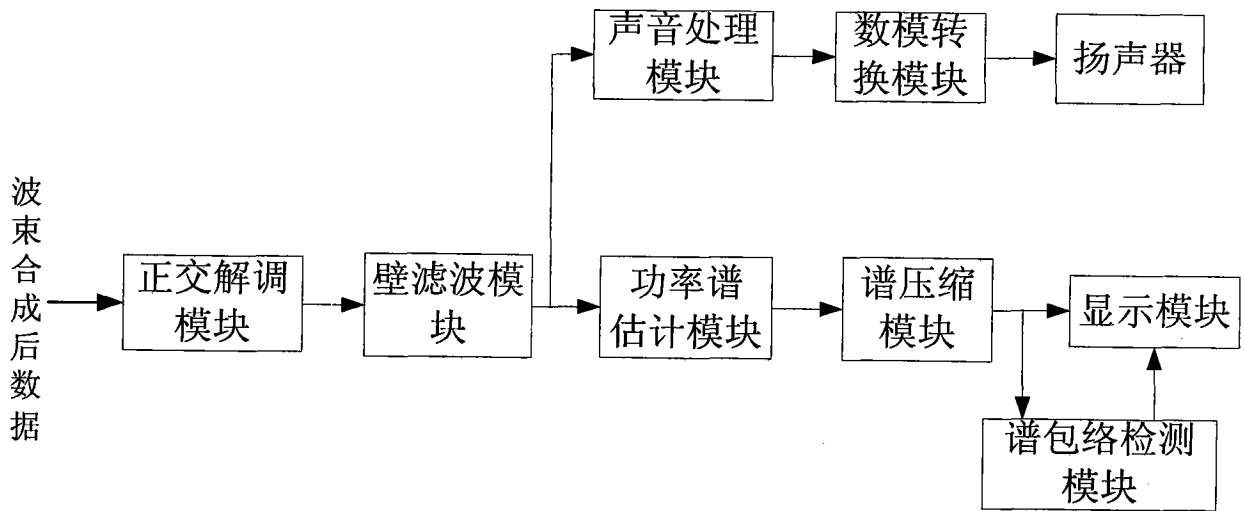 声音处理
模块
数模转
换模块
扬声器
波束合成后数据
正交解调
模块
壁滤波模
块
功率谱
估计模块
谱压缩
模块
显示模块
谱包络检测
模块